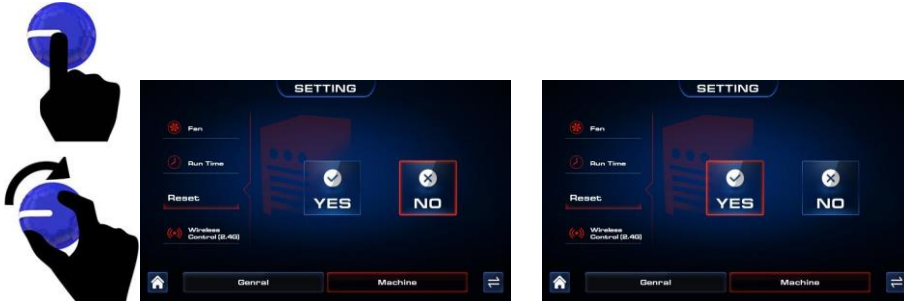 SETTING
Fan
Run Time
Reset
Wireless
Control (2.4G)
YES
NO
Genral
Machine
SETTING
Fan
Run Time
Reset
Wireless
Control (2.4G)
YES
NO
Genral
Machine